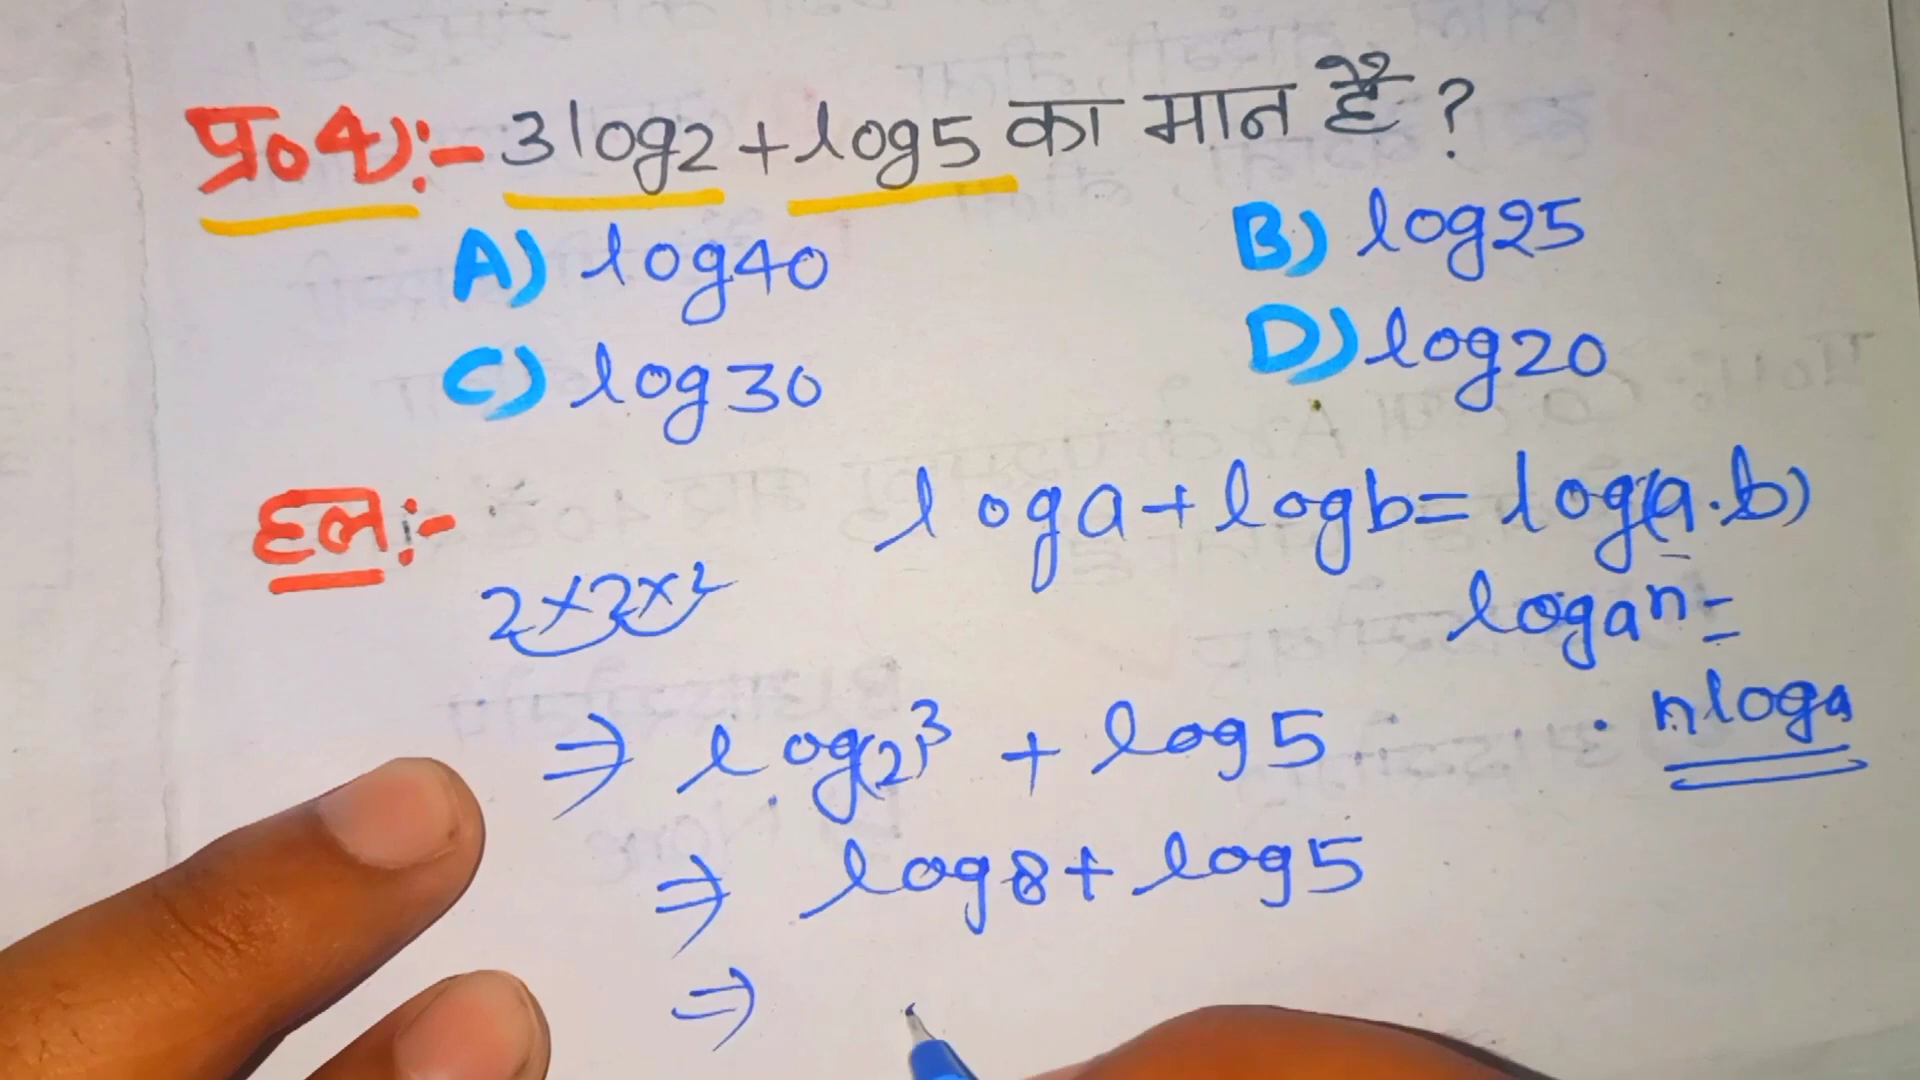 प्र०4):- 3log2 + log5 का मान है ?
A) log40 B) log25
C) log30 D) log20
हल:- loga + logb = log(a.b)
2×2×2 logaⁿ =
nloga
⇒ log(2)³ + log5
⇒ log8 + log5
⇒